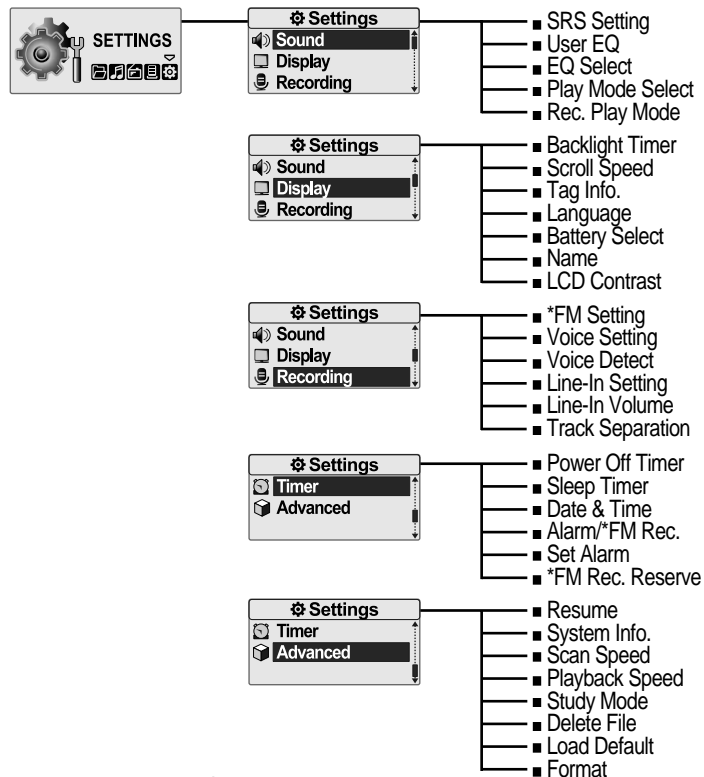 SETTINGS
Settings
Sound
Display
Recording
■ SRS Setting
■ User EQ
■ EQ Select
■ Play Mode Select
■ Rec. Play Mode
Settings
Sound
Display
Recording
■ Backlight Timer
■ Scroll Speed
■ Tag Info.
■ Language
■ Battery Select
■ Name
■ LCD Contrast
Settings
Sound
Display
Recording
■ *FM Setting
■ Voice Setting
■ Voice Detect
■ Line-In Setting
■ Line-In Volume
■ Track Separation
Settings
Timer
Advanced
■ Power Off Timer
■ Sleep Timer
■ Date & Time
■ Alarm/*FM Rec.
■ Set Alarm
■ *FM Rec. Reserve
Settings
Timer
Advanced
■ Resume
■ System Info.
■ Scan Speed
■ Playback Speed
■ Study Mode
■ Delete File
■ Load Default
■ Format